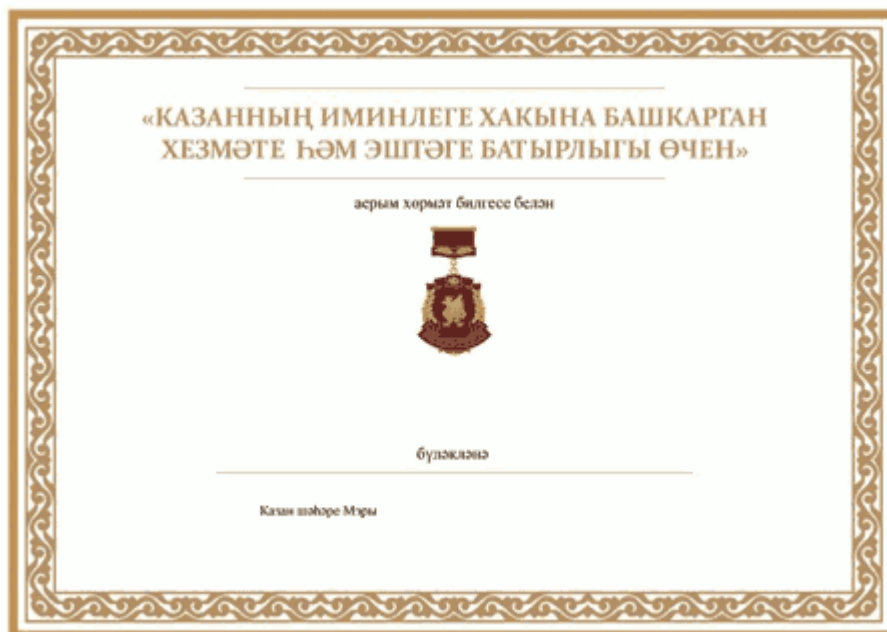 «КАЗАННЫҢ ИМИНЛЕГЕ ХАКЫНА БАШКАРГАН
ХЕЗМӘТЕ ҺӘМ ЭШТӘГЕ БАТЫРЛЫГЫ ӨЧЕН»
аерым хөрмәт билгесе белән
бүләкләнә
Казан шәһәре Мэры